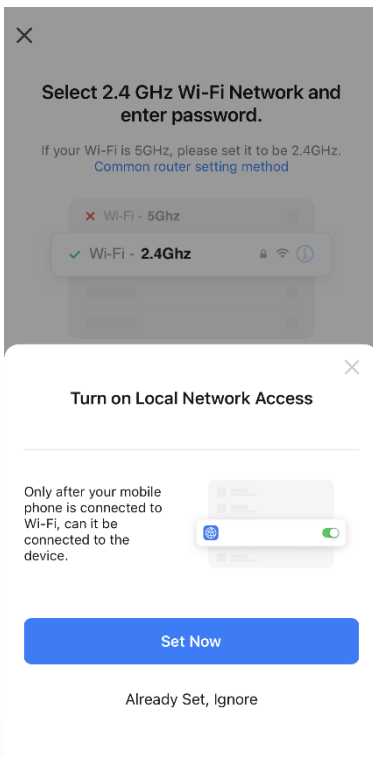 Select 2.4 GHz Wi-Fi Network and
enter password.
If your Wi-Fi is 5GHz, please set it to be 2.4GHz.
Common router setting method
Wi-Fi - 5Ghz
Wi-Fi - 2.4Ghz
Turn on Local Network Access
Only after your mobile
phone is connected to
Wi-Fi, can it be
connected to the
device.
Set Now
Already Set, Ignore